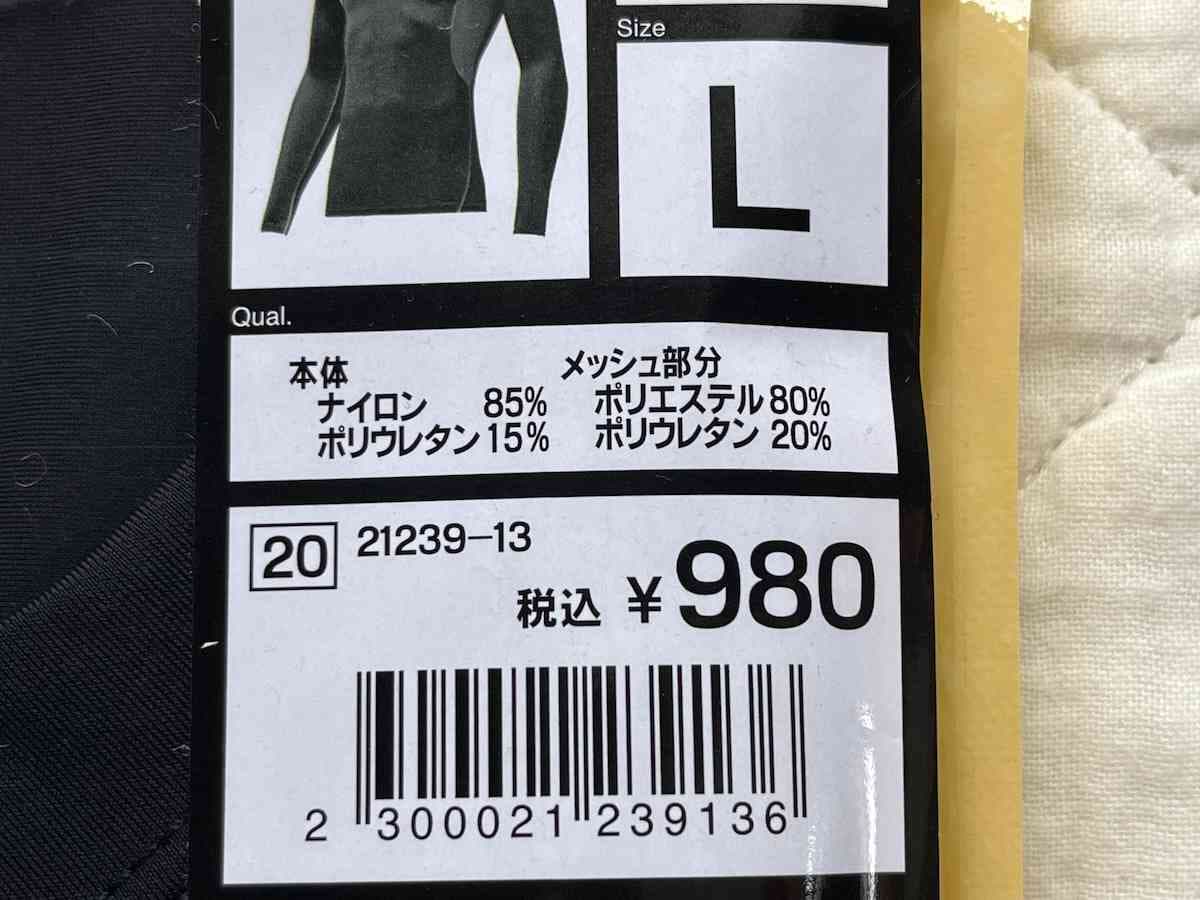 Size
L
Qual.
本体
ナイロン 85%
ポリウレタン 15%
メッシュ部分
ポリエステル 80%
ポリウレタン 20%
20 21239-13
税込 ¥980
2 300021 239136